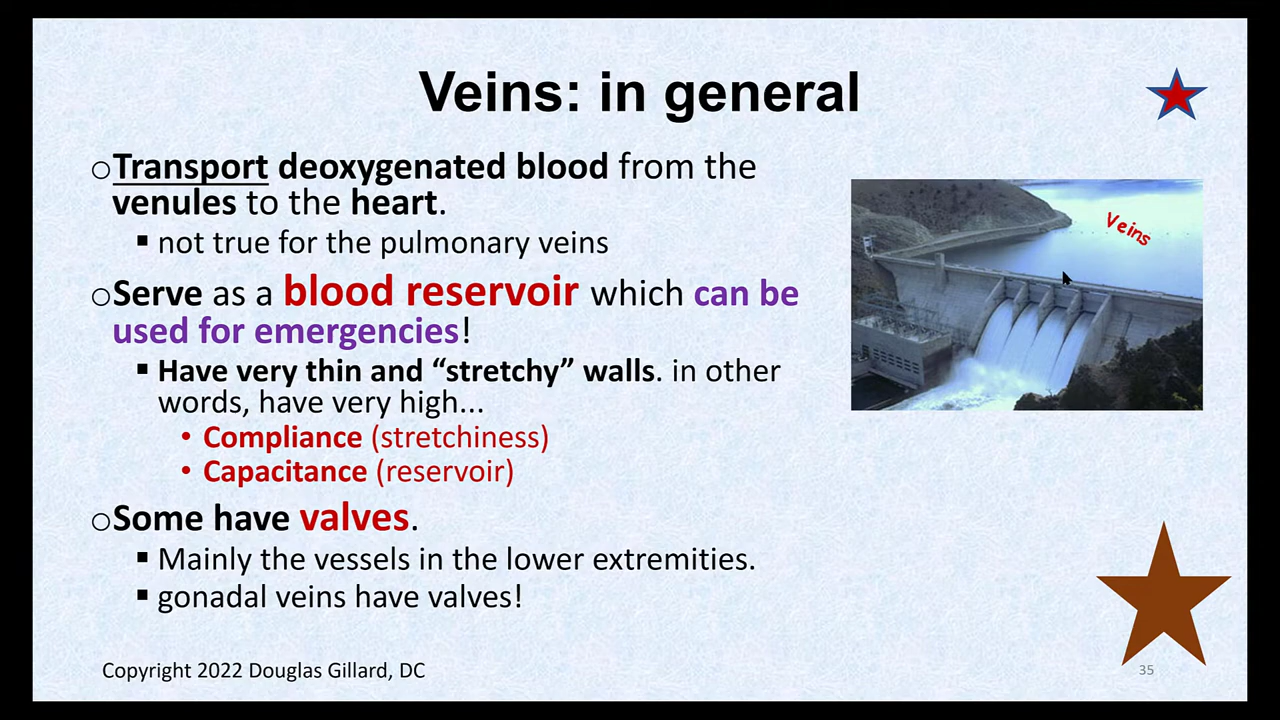 Veins: in general
oTransport deoxygenated blood from the
venules to the heart.
▪ not true for the pulmonary veins
oServe as a blood reservoir which can be
used for emergencies!
▪ Have very thin and “stretchy” walls. in other
words, have very high...
• Compliance (stretchiness)
• Capacitance (reservoir)
oSome have valves.
▪ Mainly the vessels in the lower extremities.
▪ gonadal veins have valves!
Veins
Copyright 2022 Douglas Gillard, DC
35